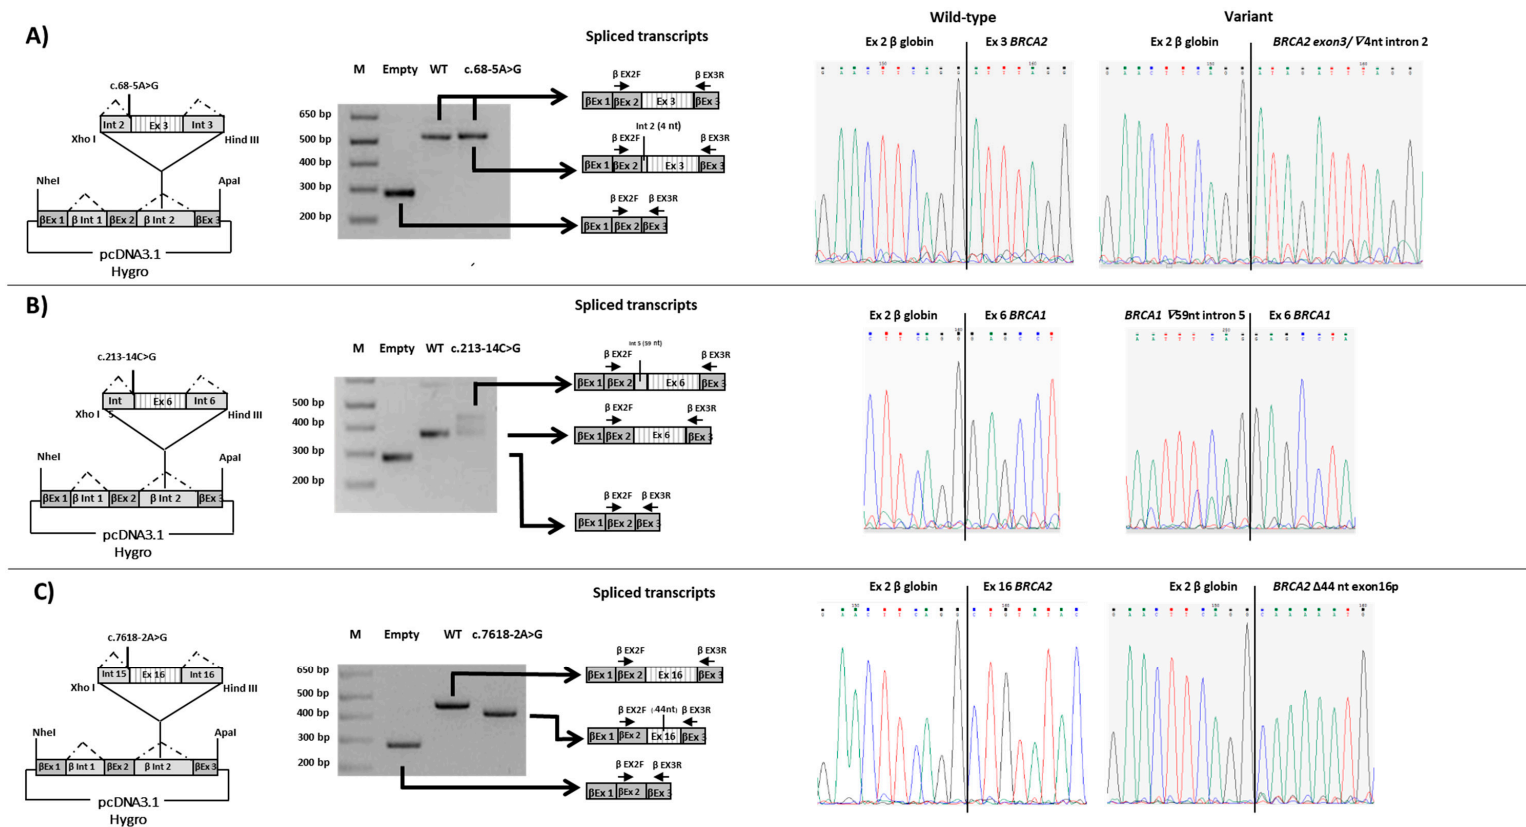 A)
c.68-5A>G
Int 2
Ex 3
Int 3
Xho I
Hind III
NheI
ApaI
βEx 1
β Int 1
βEx 2
β Int 2
βEx 3
pcDNA3.1
Hygro
M
Empty
WT
c.68-5A>G
650 bp
500 bp
400 bp
300 bp
200 bp
Spliced transcripts
β EX2F
β EX3R
βEx 1
βEx 2
Ex 3
βEx 3
Int 2 (4 nt)
β EX2F
β EX3R
βEx 1
βEx 2
Ex 3
βEx 3
β EX2F
β EX3R
βEx 1
βEx 2
βEx 3
Wild-type
Ex 2 β globin
Ex 3 BRCA2
Variant
Ex 2 β globin
BRCA2 exon3/∇4nt intron 2
B)
c.213-14C>G
Int
5
Ex 6
Int 6
Xho I
Hind III
NheI
ApaI
βEx 1
β Int 1
βEx 2
β Int 2
βEx 3
pcDNA3.1
Hygro
M
Empty
WT
c.213-14C>G
500 bp
400 bp
300 bp
200 bp
Spliced transcripts
Int 5 (59 nt)
β EX2F
β EX3R
βEx 1
βEx 2
Ex 6
βEx 3
β EX2F
β EX3R
βEx 1
βEx 2
Ex 6
βEx 3
β EX2F
β EX3R
βEx 1
βEx 2
βEx 3
Ex 2 β globin
Ex 6 BRCA1
BRCA1 ∇59nt intron 5
Ex 6 BRCA1
C)
c.7618-2A>G
Int 15
Ex 16
Int 16
Xho I
Hind III
NheI
ApaI
βEx 1
β Int 1
βEx 2
β Int 2
βEx 3
pcDNA3.1
Hygro
M
Empty
WT
c.7618-2A>G
650 bp
500 bp
400 bp
300 bp
200 bp
Spliced transcripts
β EX2F
β EX3R
βEx 1
βEx 2
Ex 16
βEx 3
β EX2F
(44nt)
β EX3R
βEx 1
βEx 2
Ex 16
βEx 3
β EX2F
β EX3R
βEx 1
βEx 2
βEx 3
Ex 2 β globin
Ex 16 BRCA2
Ex 2 β globin
BRCA2 Δ44 nt exon16p